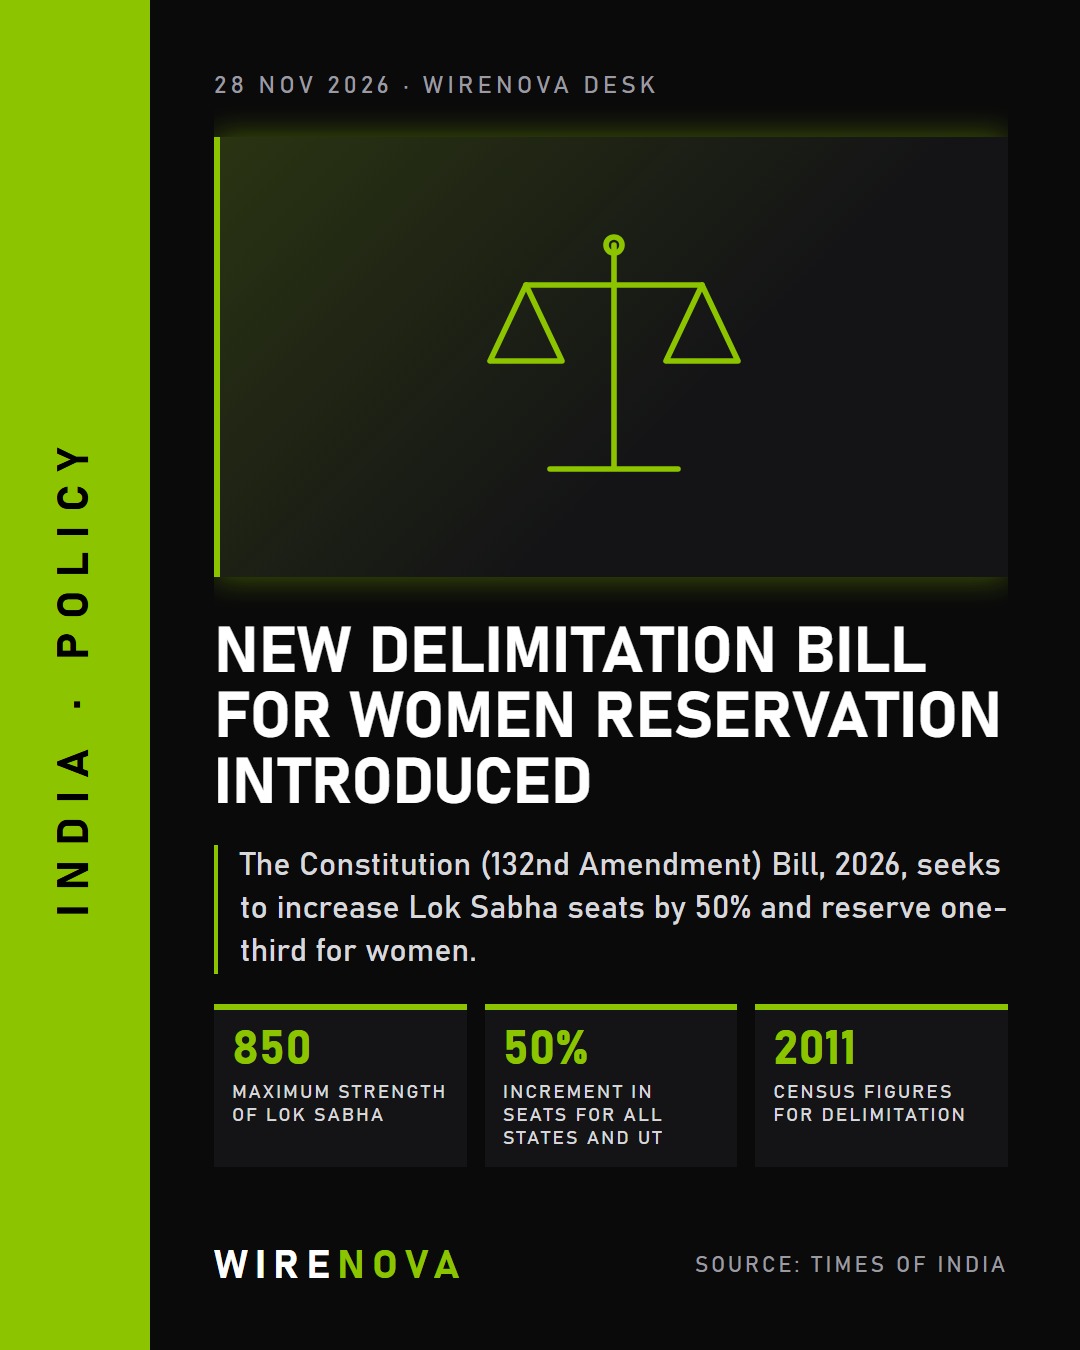 INDIA · POLICY
28 NOV 2026 · WIRENOVA DESK
NEW DELIMITATION BILL
FOR WOMEN RESERVATION
INTRODUCED
The Constitution (132nd Amendment) Bill, 2026, seeks
to increase Lok Sabha seats by 50% and reserve one-
third for women.
850
MAXIMUM STRENGTH
OF LOK SABHA
50%
INCREMENT IN
SEATS FOR ALL
STATES AND UT
2011
CENSUS FIGURES
FOR DELIMITATION
WIRENOVA
SOURCE: TIMES OF INDIA